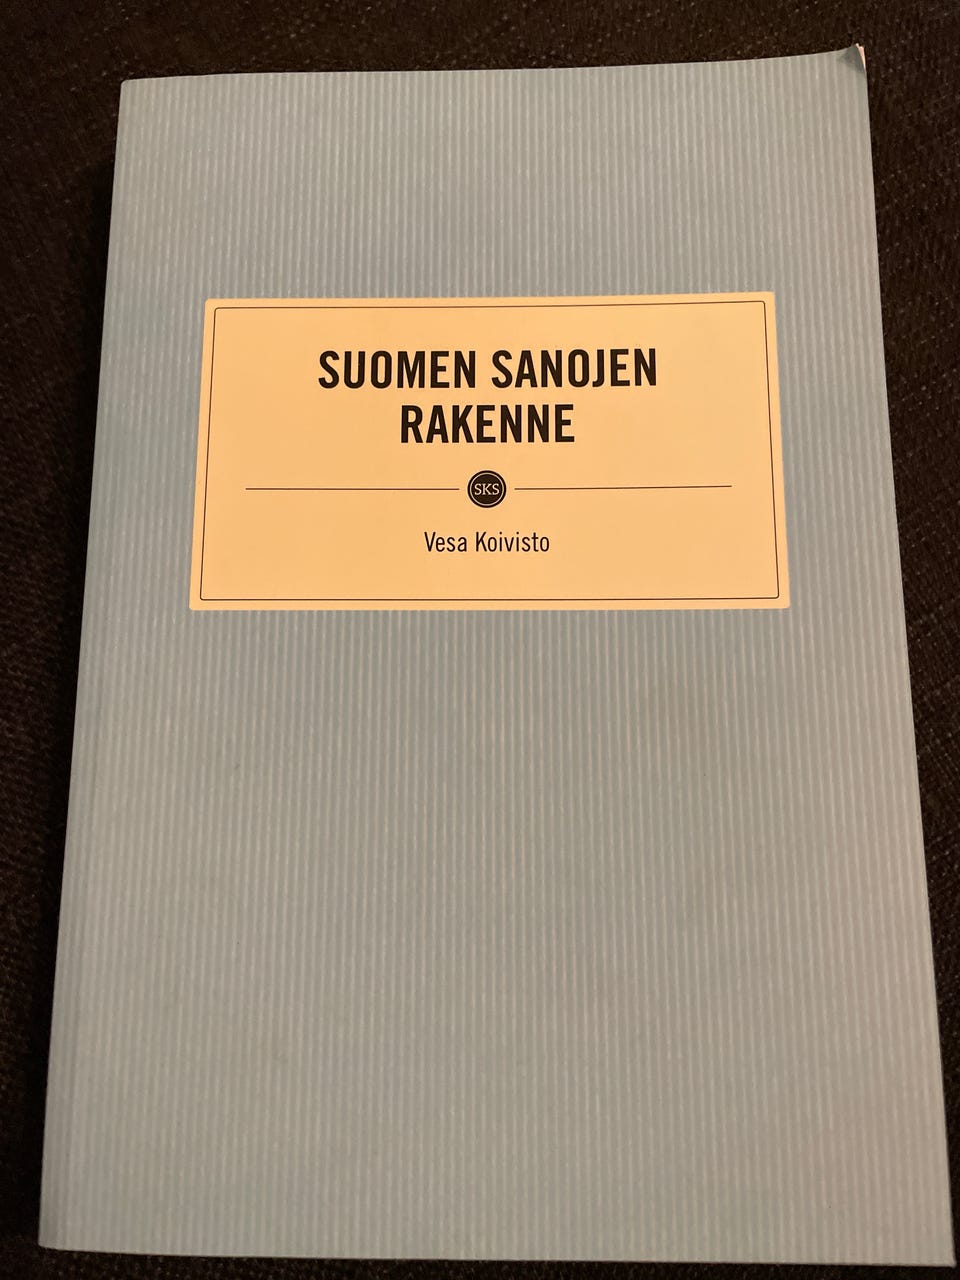 SUOMEN SANOJEN
RAKENNE
SKS
Vesa Koivisto